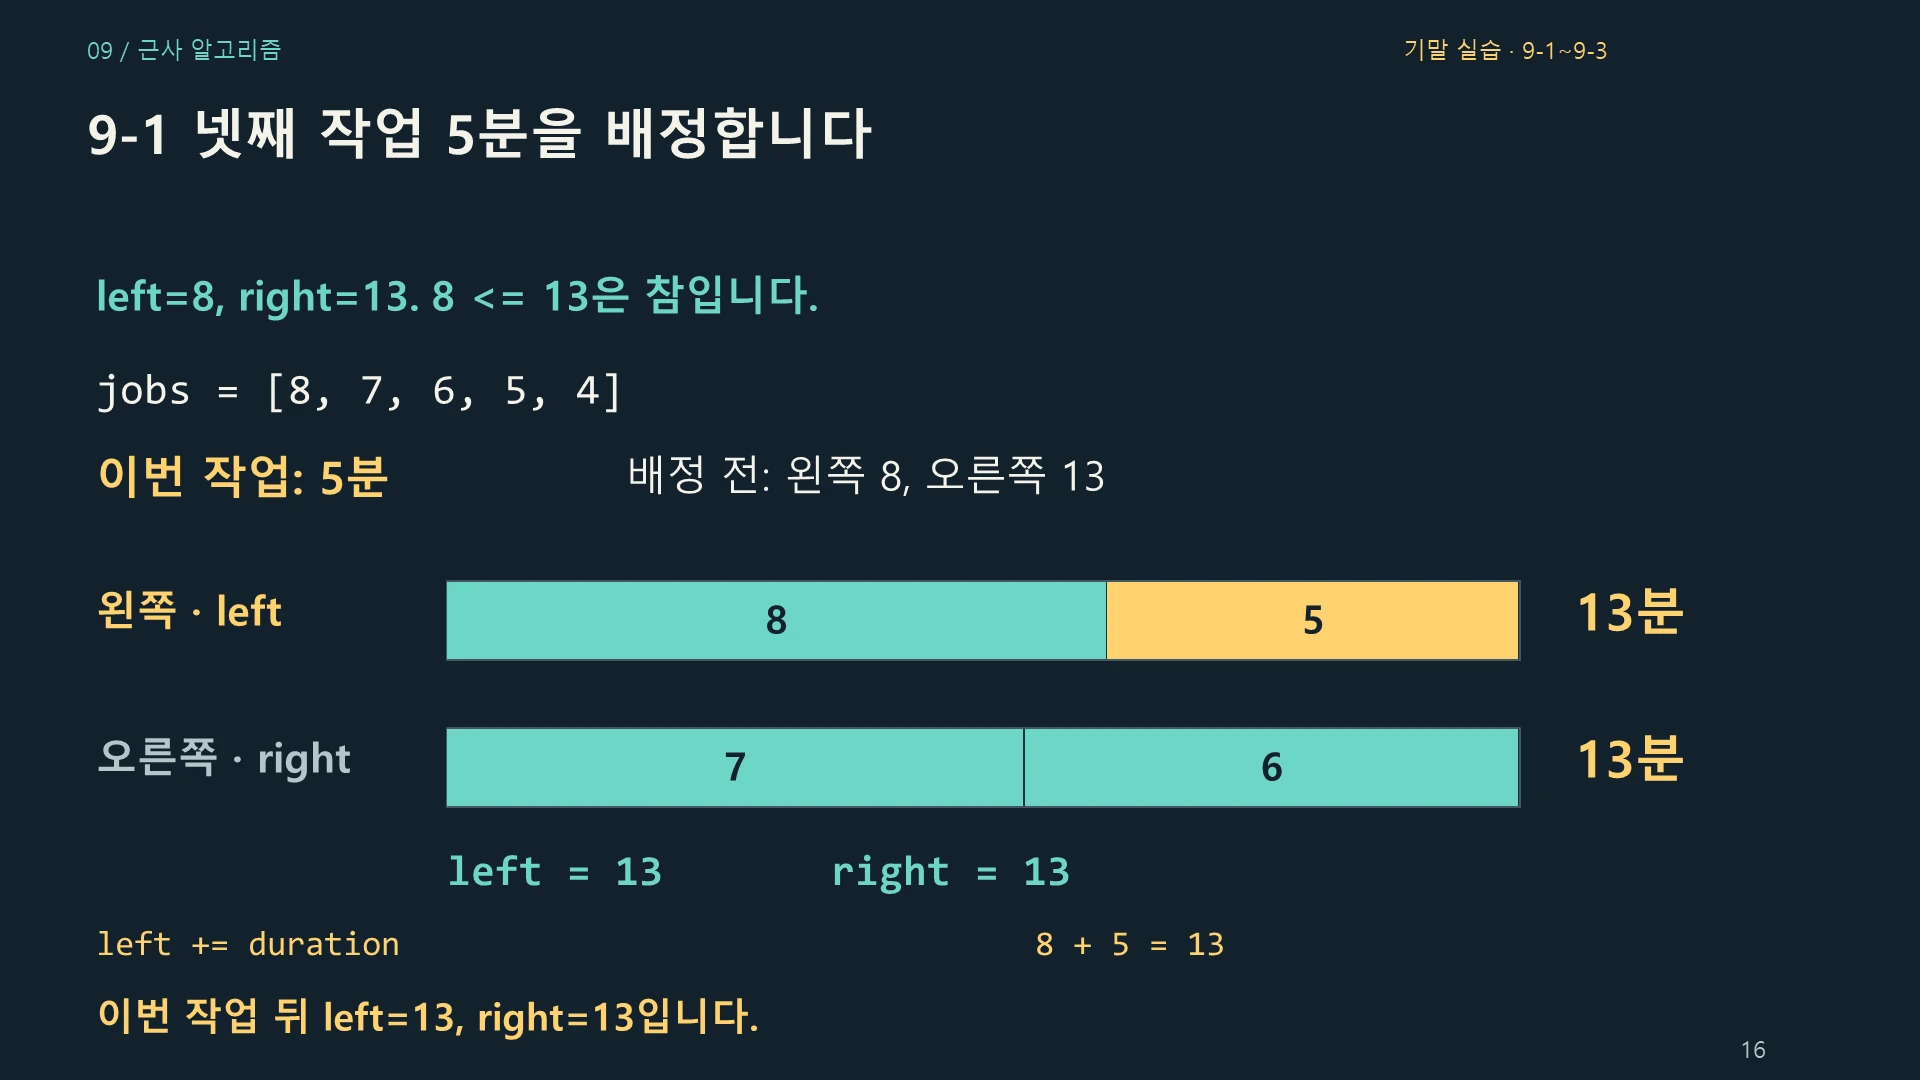 09 / 근사 알고리즘
기말 실습 · 9-1~9-3
9-1 넷째 작업 5분을 배정합니다
left=8, right=13. 8 <= 13은 참입니다.
jobs = [8, 7, 6, 5, 4]
이번 작업: 5분
배정 전: 왼쪽 8, 오른쪽 13
왼쪽 · left
8
5
13분
오른쪽 · right
7
6
13분
left = 13
right = 13
left += duration
8 + 5 = 13
이번 작업 뒤 left=13, right=13입니다.
16